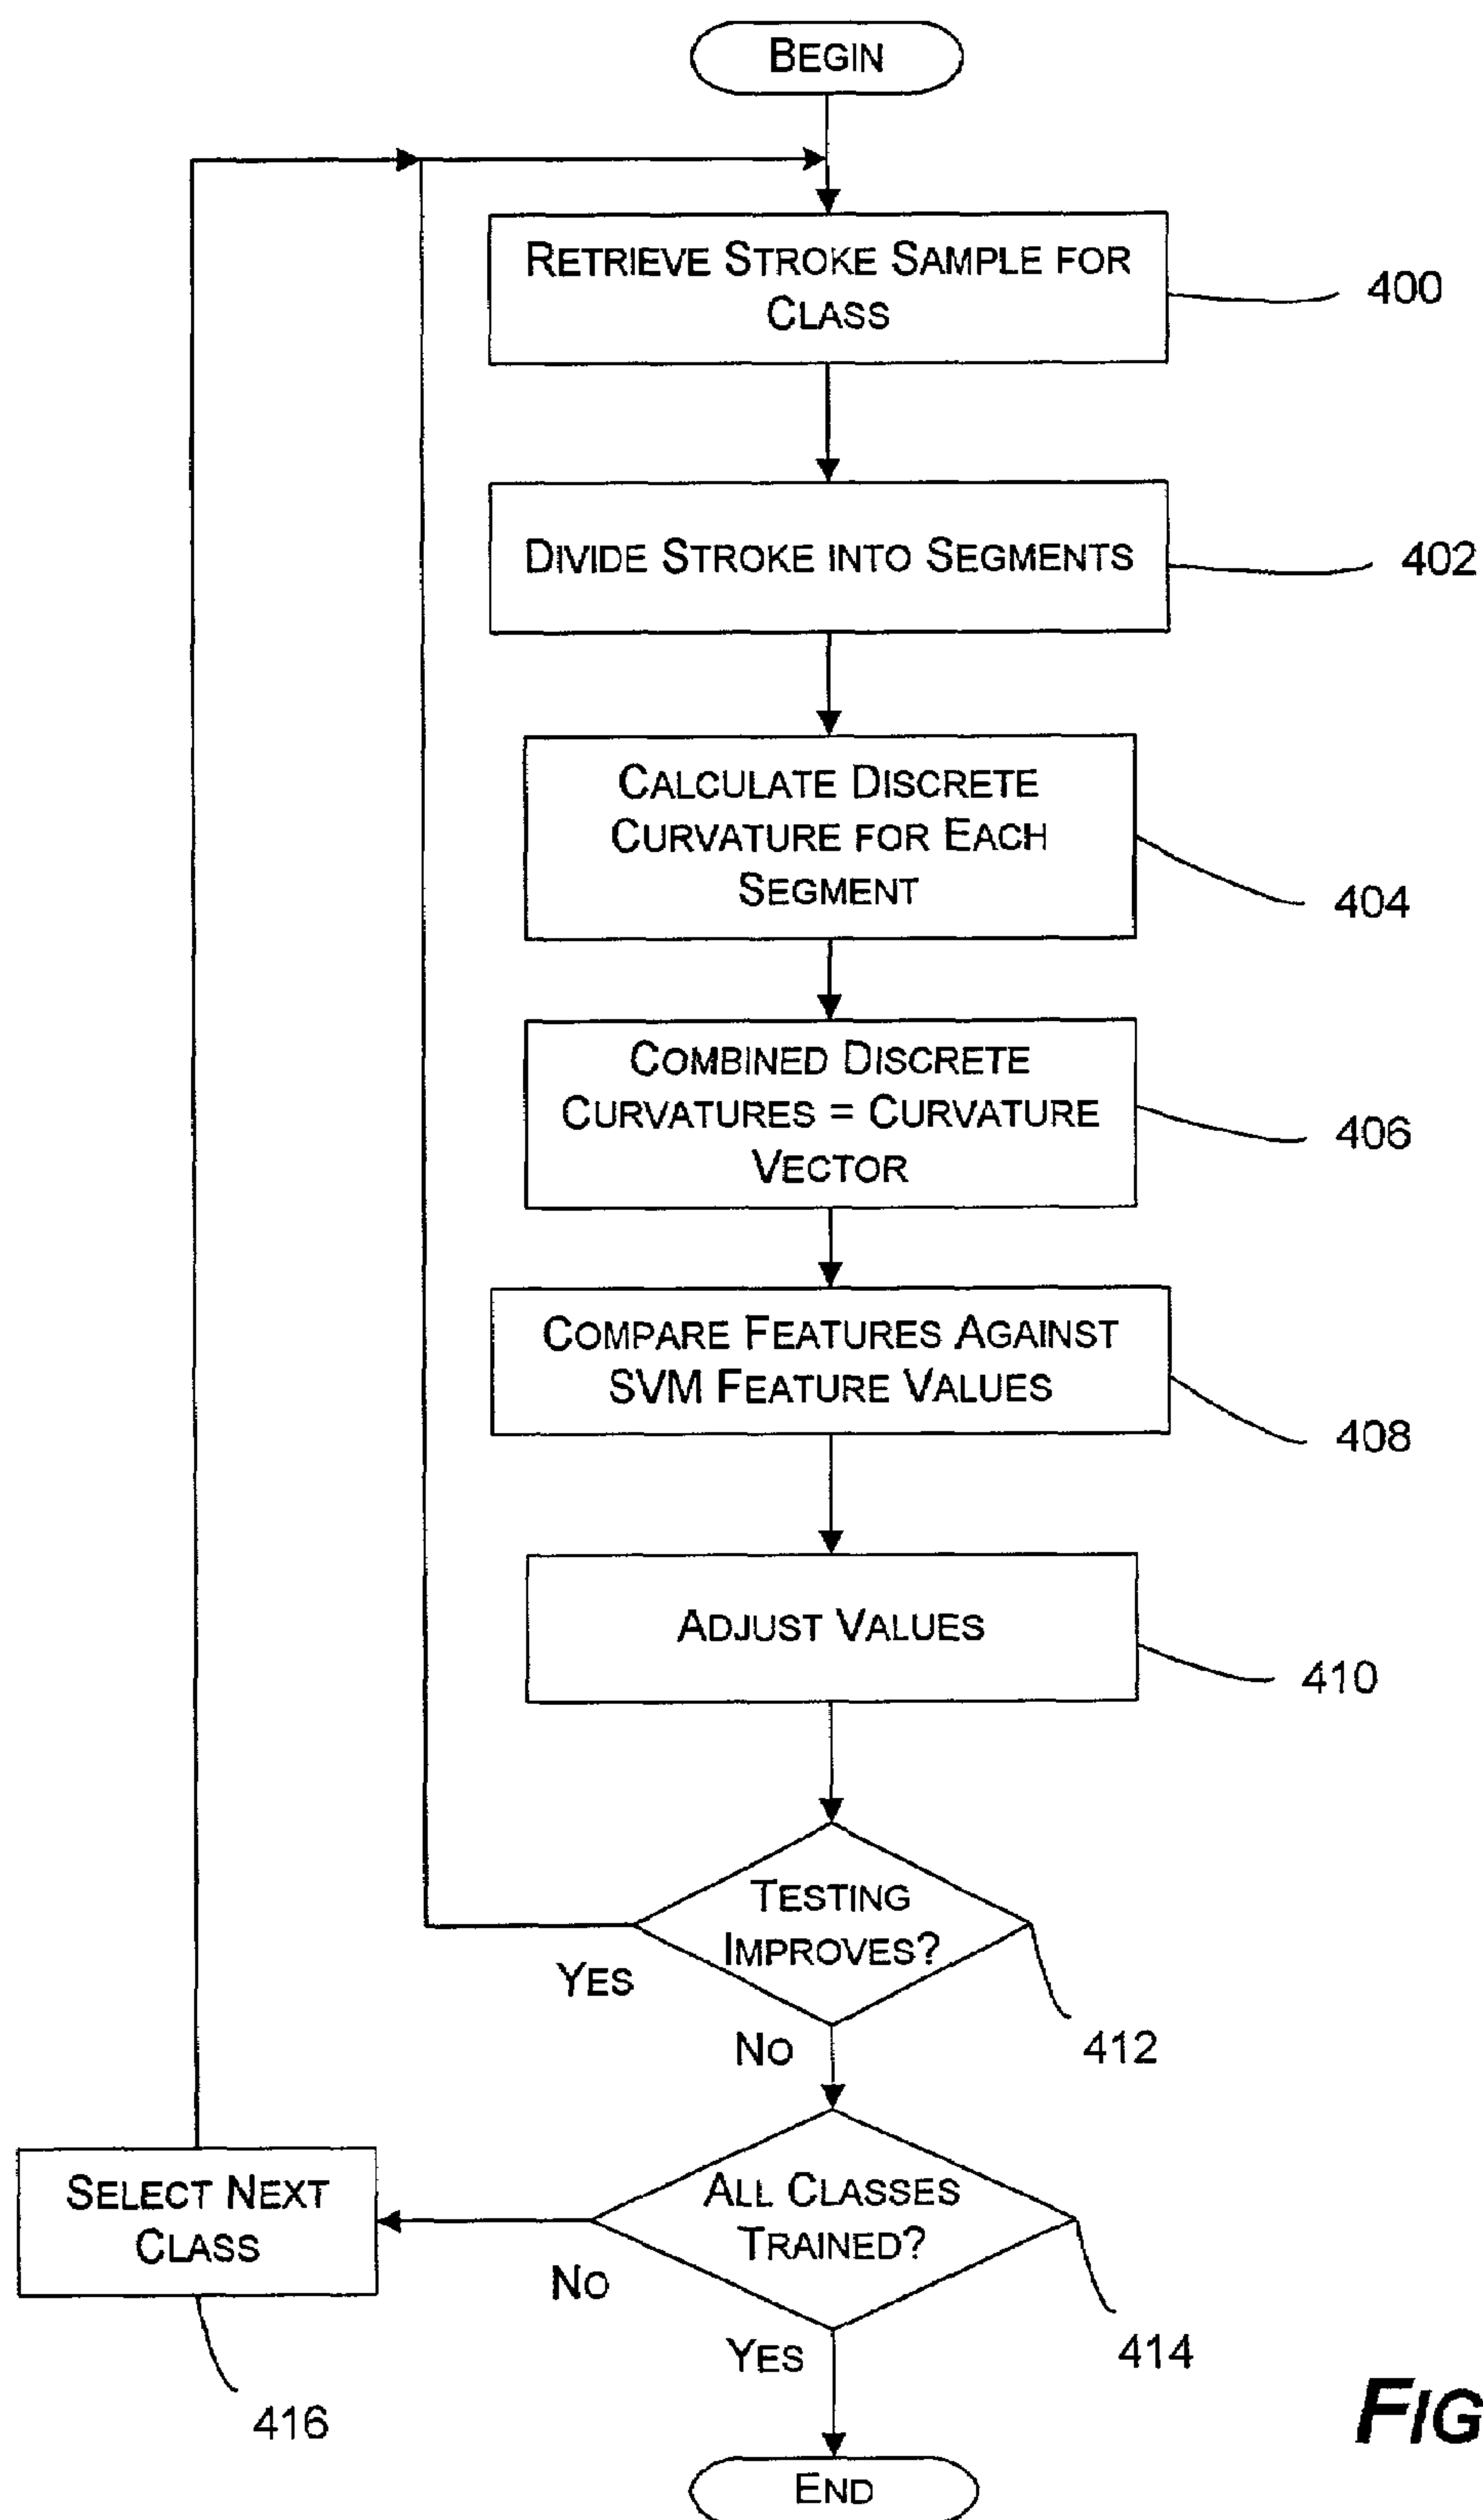 BEGIN
RETRIEVE STROKE SAMPLE FOR
CLASS
400
DIVIDE STROKE INTO SEGMENTS
402
CALCULATE DISCRETE
CURVATURE FOR EACH
SEGMENT
404
COMBINED DISCRETE
CURVATURES = CURVATURE
VECTOR
406
COMPARE FEATURES AGAINST
SVM FEATURE VALUES
408
ADJUST VALUES
410
TESTING
IMPROVES?
YES
NO
412
ALL CLASSES
TRAINED?
NO
YES
414
SELECT NEXT
CLASS
416
FIG
END